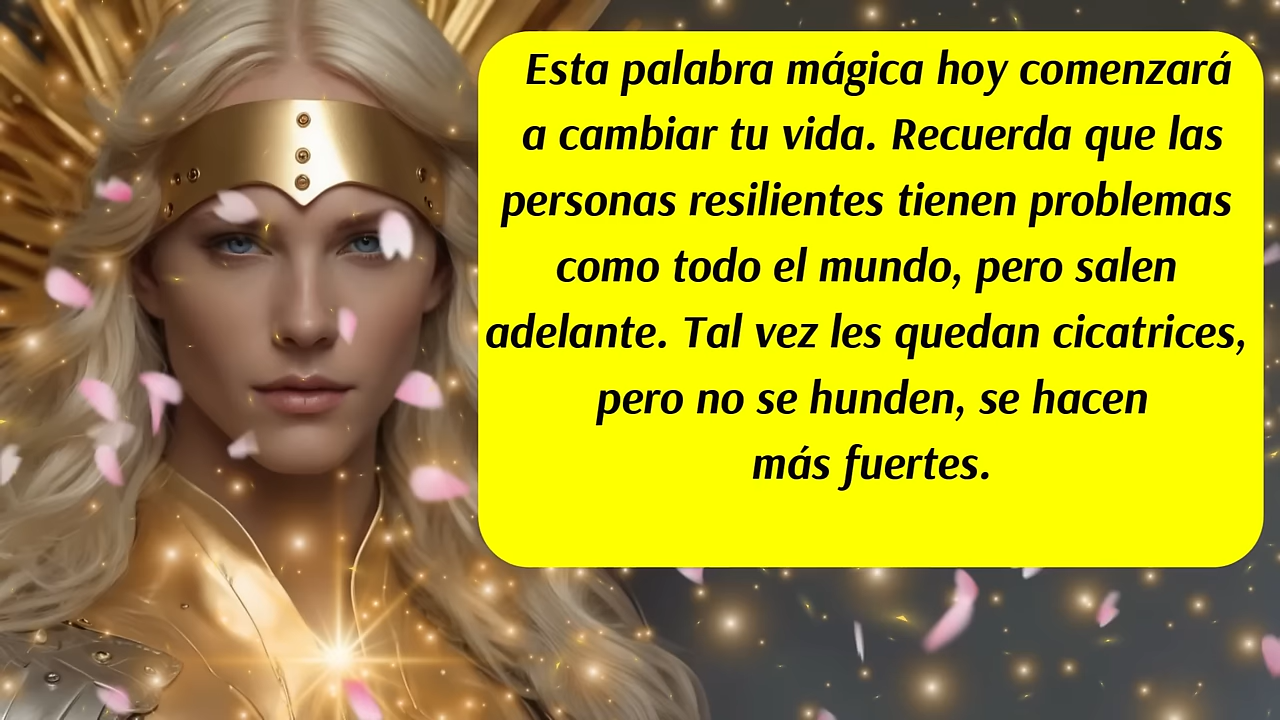 Esta palabra mágica hoy comenzará
a cambiar tu vida. Recuerda que las
personas resilientes tienen problemas
como todo el mundo, pero salen
adelante. Tal vez les quedan cicatrices,
pero no se hunden, se hacen
más fuertes.